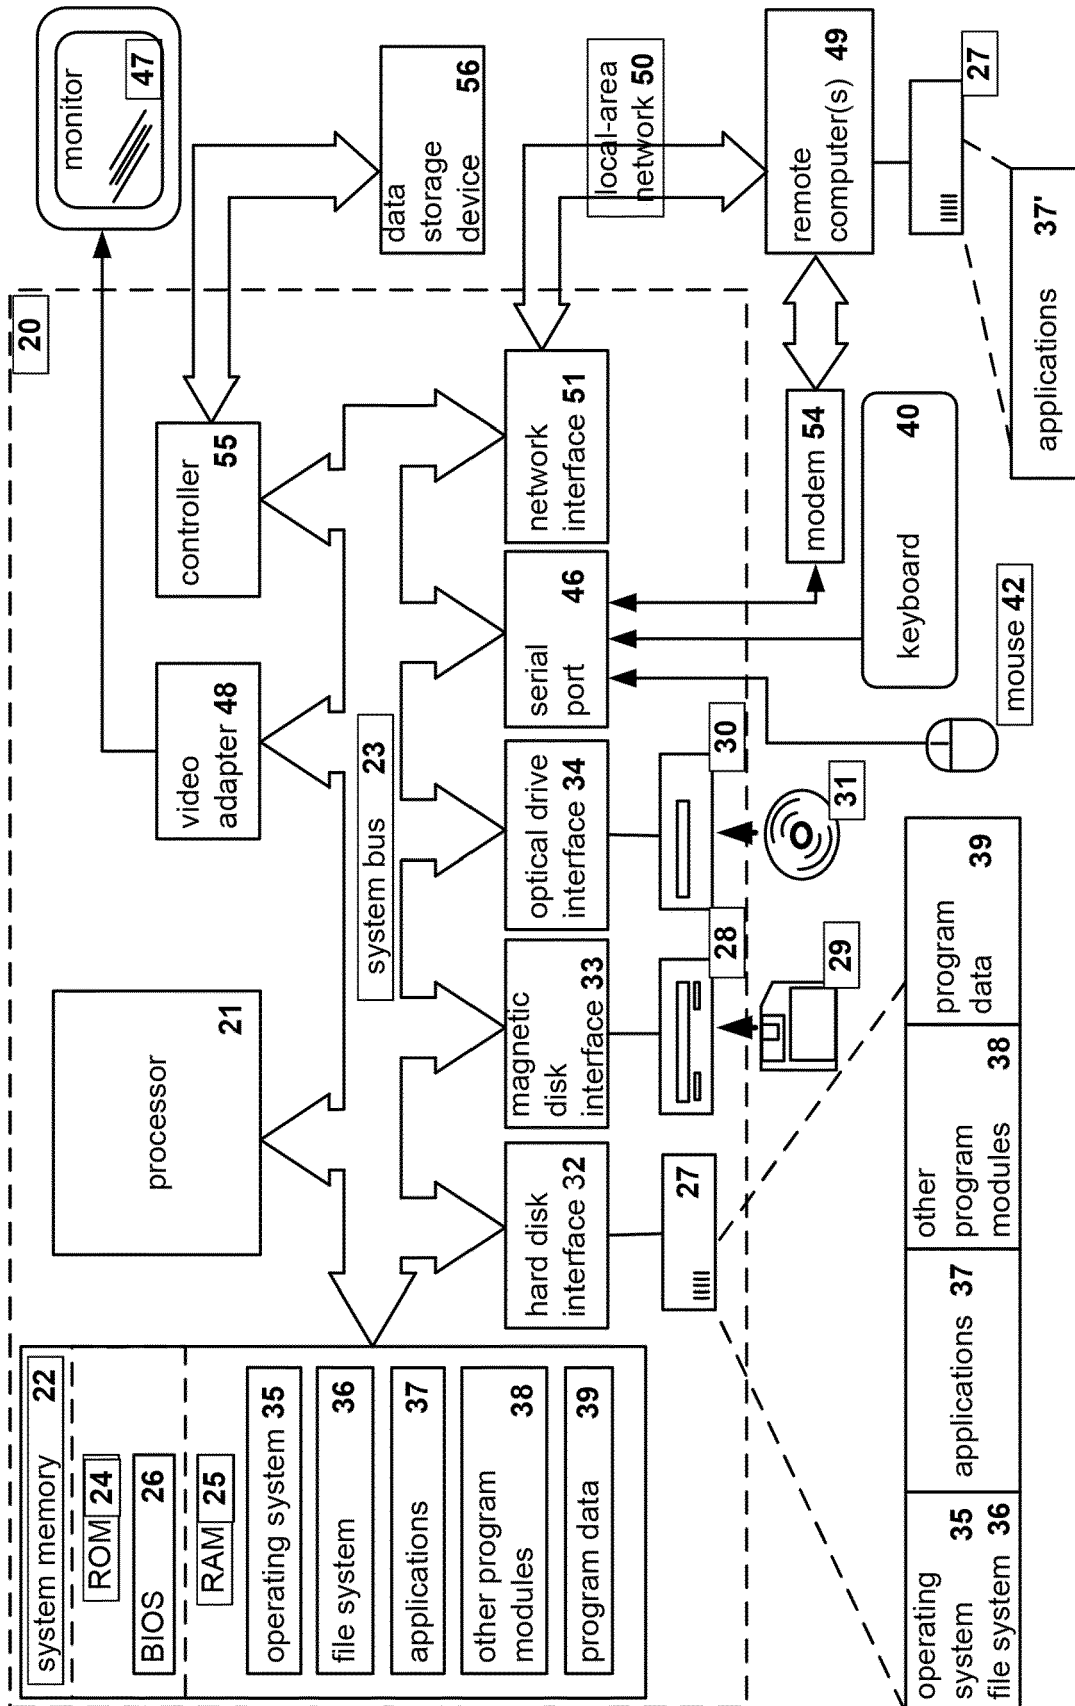 system memory 22
ROM 24
BIOS 26
RAM 25
operating system 35
file system 36
applications 37
other program
modules 38
program data 39
processor
21
video
adapter 48
controller
55
20
monitor
47
system bus 23
data
storage
device 56
hard disk
interface 32
magnetic
disk
interface 33
optical drive
interface 34
serial
port 46
network
interface 51
local-area
network 50
27
28
30
29
31
mouse 42
keyboard
40
modem 54
remote
computer(s) 49
27
applications 37'
operating
system 35
file system 36
applications 37
other
program
modules 38
program
data 39